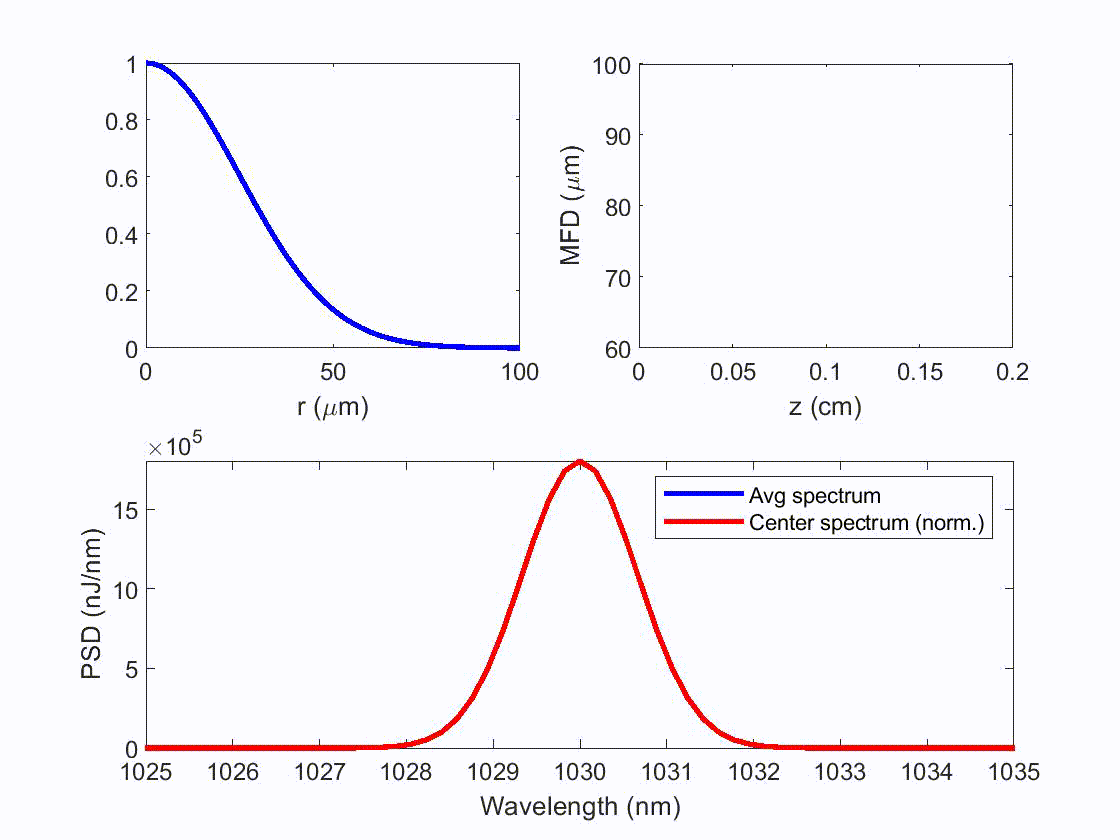 1
0.8
0.6
0.4
0.2
0
0 50 100
r (μm)
100
90
80
70
60
MFD (μm)
0 0.05 0.1 0.15 0.2
z (cm)
×10⁵
15
10
5
0
PSD (nJ/nm)
Avg spectrum
Center spectrum (norm.)
1025 1026 1027 1028 1029 1030 1031 1032 1033 1034 1035
Wavelength (nm)